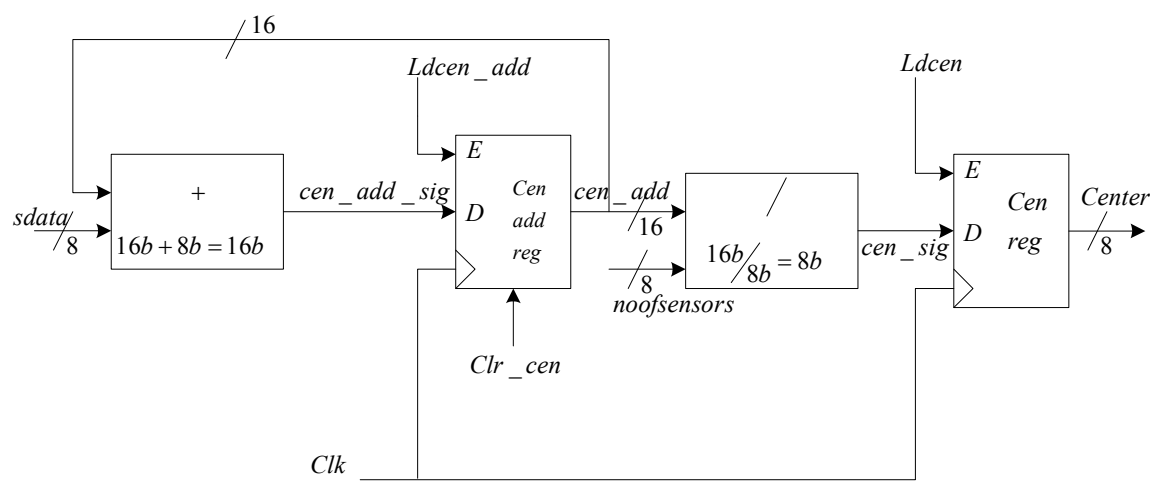 16
Ldcen_add
Ldcen
E
Cen
add
reg
D
+
16b+8b=16b
sdata
8
cen_add_sig
cen_add
16
/
16b/8b=8b
8
noofsensors
cen_sig
E
D
Cen
reg
Center
8
Clr_cen
Clk